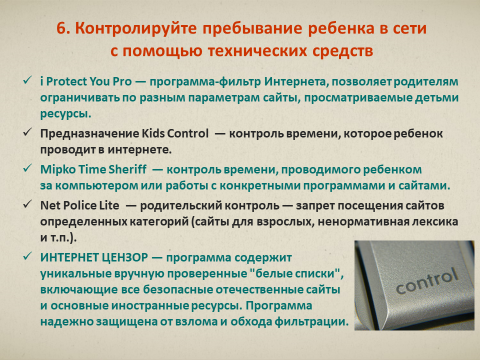 6. Контролируйте пребывание ребенка в сети
с помощью технических средств
i Protect You Pro — программа-фильтр Интернета, позволяет родителям
ограничивать по разным параметрам сайты, просматриваемые детьми
ресурсы.
Предназначение Kids Control — контроль времени, которое ребенок
проводит в интернете.
Mipko Time Sheriff — контроль времени, проводимого ребенком
за компьютером или работы с конкретными программами и сайтами.
Net Police Lite — родительский контроль — запрет посещения сайтов
определенных категорий (сайты для взрослых, ненормативная лексика
и т.п.).
ИНТЕРНЕТ ЦЕНЗОР — программа содержит
уникальные вручную проверенные "белые списки",
включающие все безопасные отечественные сайты
и основные иностранные ресурсы. Программа
надежно защищена от взлома и обхода фильтрации.
control